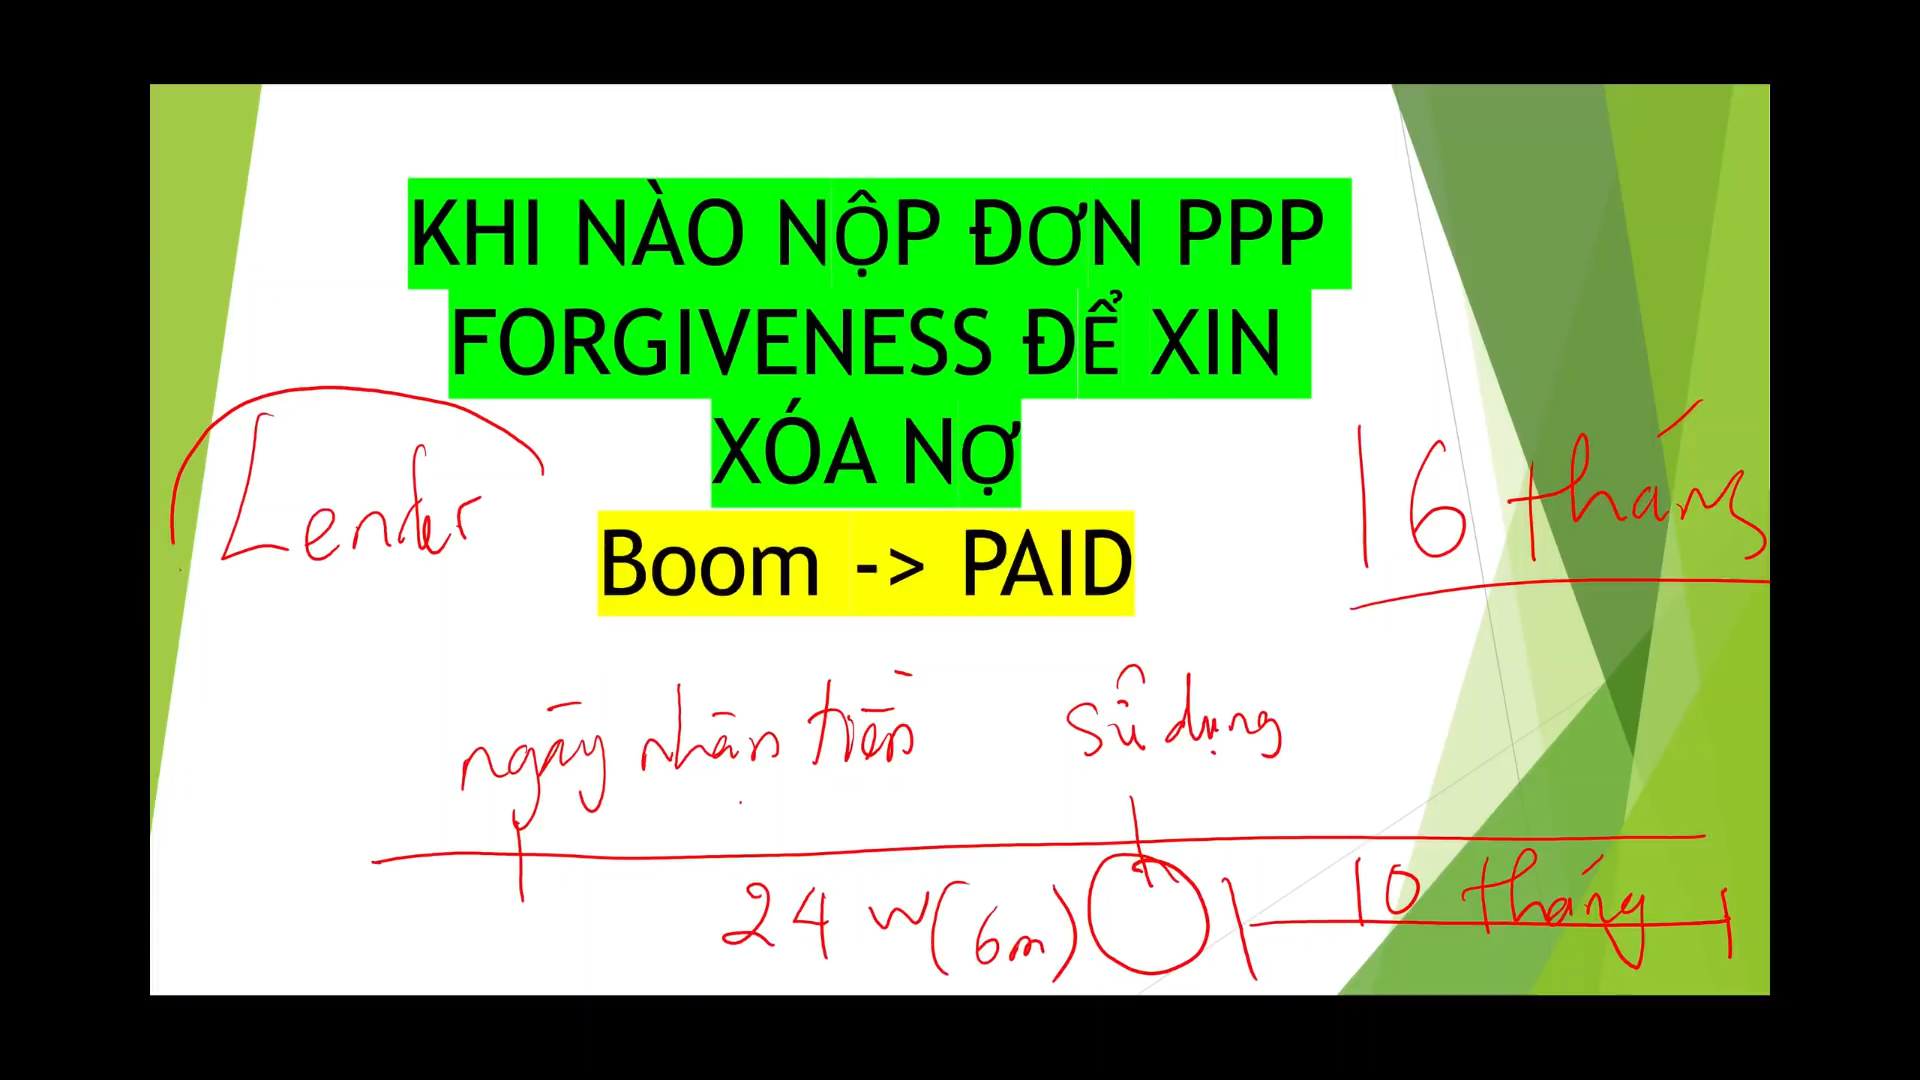 KHI NÀO NỘP ĐƠN PPP
FORGIVENESS ĐỂ XIN
XÓA NỢ
Boom -> PAID
Lender
16 tháng
ngày nhận tiền
sử dụng
24 w (6m)
10 tháng